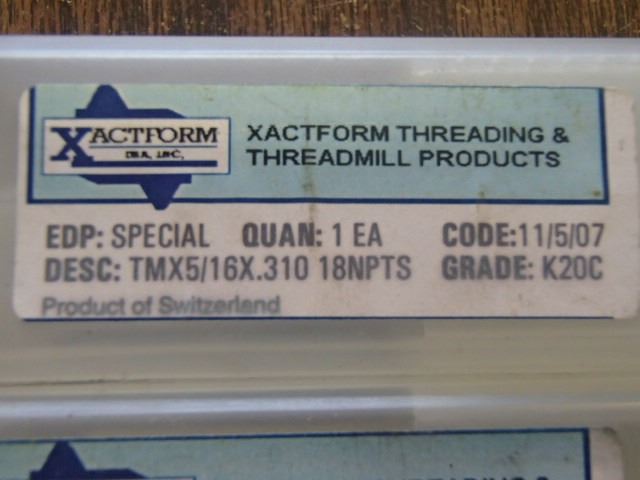 XACTFORM
USA, INC.
XACTFORM THREADING &
THREADMILL PRODUCTS
EDP: SPECIAL QUAN: 1 EA CODE:11/5/07
DESC: TMX5/16X.310 18NPTS GRADE: K20C
Product of Switzerland